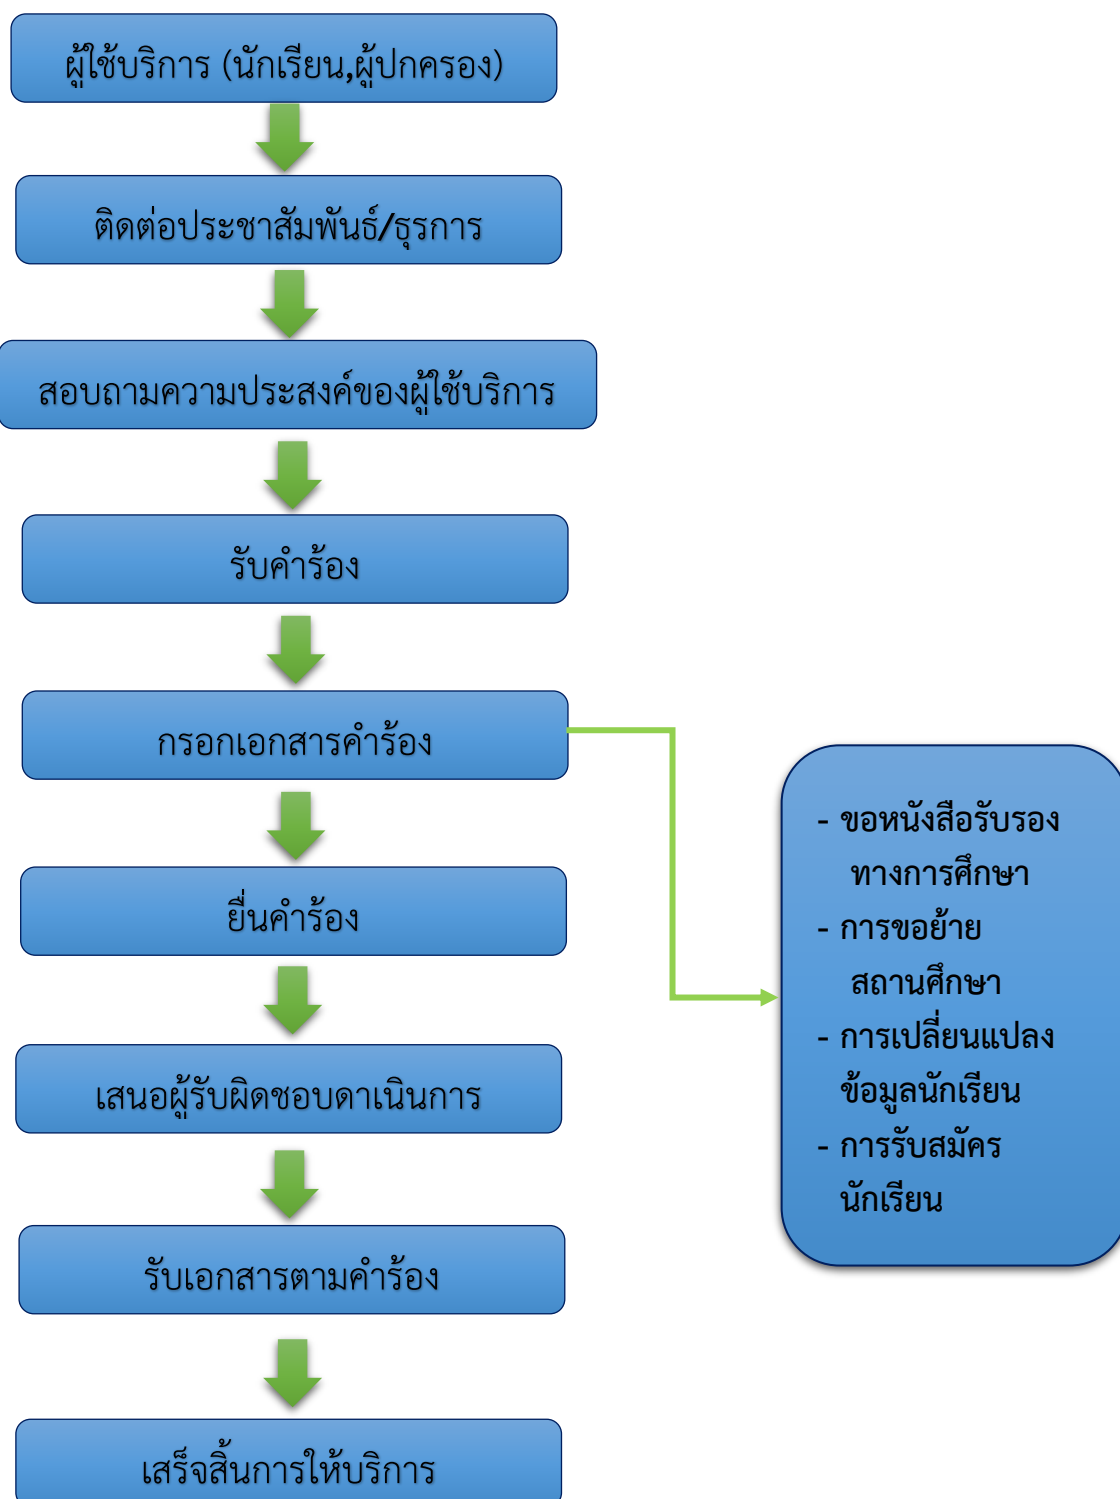 ผู้ใช้บริการ (นักเรียน,ผู้ปกครอง)
ติดต่อประชาสัมพันธ์/ธุรการ
สอบถามความประสงค์ของผู้ใช้บริการ
รับคำร้อง
กรอกเอกสารคำร้อง
ยื่นคำร้อง
เสนอผู้รับผิดชอบดาเนินการ
รับเอกสารตามคำร้อง
เสร็จสิ้นการให้บริการ
- ขอหนังสือรับรอง
ทางการศึกษา
- การขอย้าย
สถานศึกษา
- การเปลี่ยนแปลง
ข้อมูลนักเรียน
- การรับสมัคร
นักเรียน